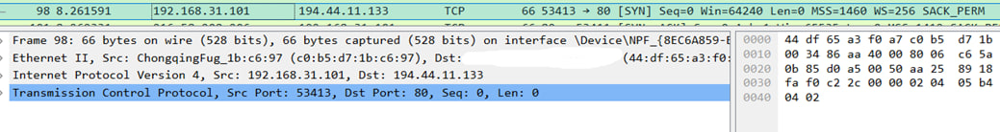 98 8.261591 192.168.31.101 194.44.11.133 TCP 66 53413 → 80 [SYN] Seq=0 Win=64240 Len=0 MSS=1460 WS=256 SACK_PERM
Frame 98: 66 bytes on wire (528 bits), 66 bytes captured (528 bits) on interface \Device\NPF_{8EC6A859-E
Ethernet II, Src: ChongqingFug_1b:c6:97 (c0:b5:d7:1b:c6:97), Dst: (44:df:65:a3:f0:
Internet Protocol Version 4, Src: 192.168.31.101, Dst: 194.44.11.133
Transmission Control Protocol, Src Port: 53413, Dst Port: 80, Seq: 0, Len: 0
0000 44 df 65 a3 f0 a7 c0 b5 d7 1b
0010 00 34 86 aa 40 00 80 06 c6 5a
0020 0b 85 d0 a5 00 50 aa 25 89 18
0030 fa f0 c2 2c 00 00 02 04 05 b4
0040 04 02